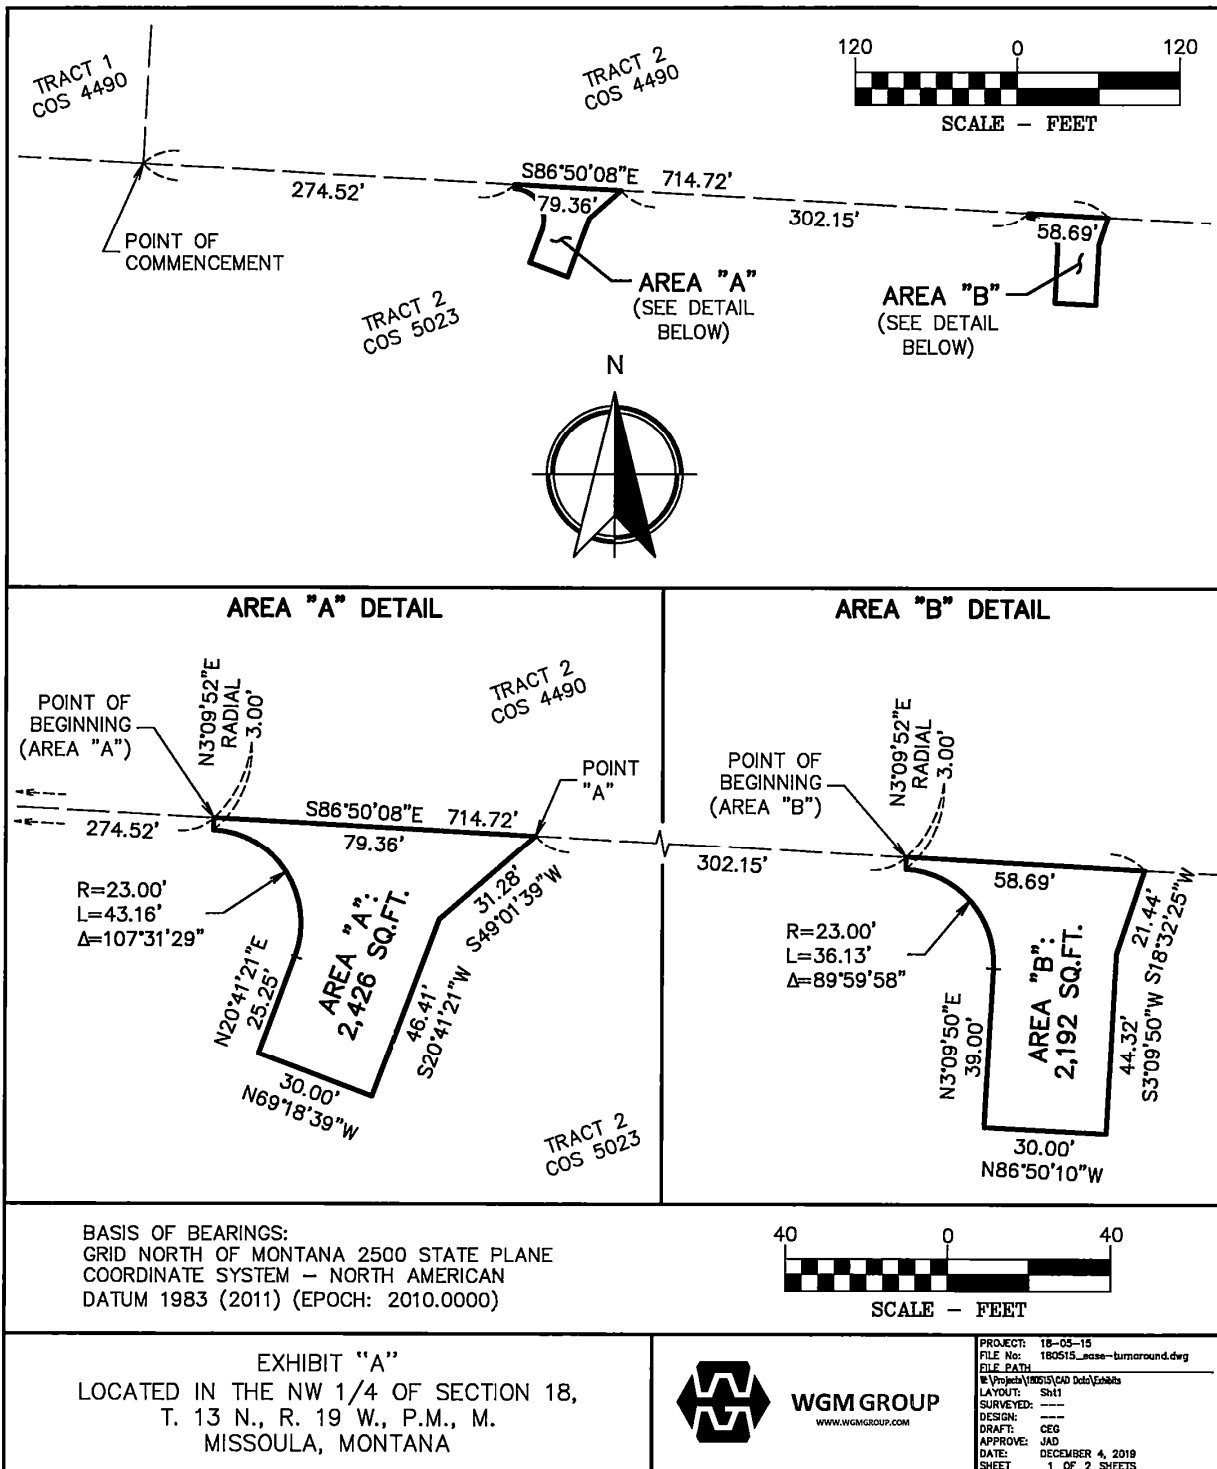 TRACT 1
COS 4490
TRACT 2
COS 4490
120 0 120
SCALE - FEET
S86°50'08"E 714.72'
274.52'
79.36'
302.15'
58.69'
POINT OF
COMMENCEMENT
AREA "A"
(SEE DETAIL
BELOW)
AREA "B"
(SEE DETAIL
BELOW)
TRACT 2
COS 5023
N
AREA "A" DETAIL
POINT OF
BEGINNING
(AREA "A")
N3°09'52"E
RADIAL
3.00'
TRACT 2
COS 4490
POINT
"A"
274.52'
S86°50'08"E 714.72'
79.36'
R=23.00'
L=43.16'
Δ=107°31'29"
31.28'
S49°01'39"W
AREA "A":
2,426 SQ.FT.
N20°41'21"E
25.25'
46.41'
S20°41'21"W
30.00'
N69°18'39"W
TRACT 2
COS 5023
302.15'
AREA "B" DETAIL
POINT OF
BEGINNING
(AREA "B")
N3°09'52"E
RADIAL
3.00'
58.69'
R=23.00'
L=36.13'
Δ=89°59'58"
21.44'
S18°32'25"W
AREA "B":
2,192 SQ.FT.
N3°09'50"E
39.00'
44.32'
S3°09'50"W
30.00'
N86°50'10"W
BASIS OF BEARINGS:
GRID NORTH OF MONTANA 2500 STATE PLANE
COORDINATE SYSTEM - NORTH AMERICAN
DATUM 1983 (2011) (EPOCH: 2010.0000)
40 0 40
SCALE - FEET
EXHIBIT "A"
LOCATED IN THE NW 1/4 OF SECTION 18,
T. 13 N., R. 19 W., P.M., M.
MISSOULA, MONTANA
WGM GROUP
WWW.WGMGROUP.COM
PROJECT: 18-05-15
FILE No: 180515_ease-turnaround.dwg
FILE PATH
W:\Projects\180515\CAD Data\Exhibits
LAYOUT: Sht1
SURVEYED: ----
DESIGN: ----
DRAFT: CEG
APPROVE: JAD
DATE: DECEMBER 4, 2019
SHEET 1 OF 2 SHEETS